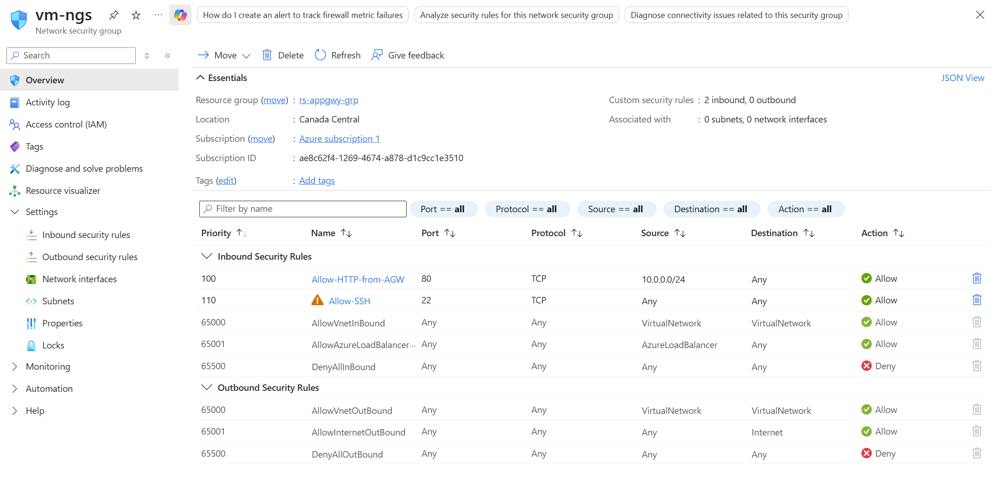 vm-ngs
Network security group
How do I create an alert to track firewall metric failures
Analyze security rules for this network security group
Diagnose connectivity issues related to this security group
Search
Overview
Activity log
Access control (IAM)
Tags
Diagnose and solve problems
Resource visualizer
Settings
Inbound security rules
Outbound security rules
Network interfaces
Subnets
Properties
Locks
Monitoring
Automation
Help
Move Delete Refresh Give feedback
Essentials JSON View
Resource group (move) : rs-appgwy-grp
Location : Canada Central
Subscription (move) : Azure subscription 1
Subscription ID : ae8c62f4-1269-4674-a878-d1c9cc1e3510
Custom security rules : 2 inbound, 0 outbound
Associated with : 0 subnets, 0 network interfaces
Tags (edit) : Add tags
Filter by name Port == all Protocol == all Source == all Destination == all Action == all
Priority Name Port Protocol Source Destination Action
Inbound Security Rules
100 Allow-HTTP-from-AGW 80 TCP 10.0.0.0/24 Any Allow
110 Allow-SSH 22 TCP Any Any Allow
65000 AllowVnetInBound Any Any VirtualNetwork VirtualNetwork Allow
65001 AllowAzureLoadBalancer... Any Any AzureLoadBalancer Any Allow
65500 DenyAllInBound Any Any Any Any Deny
Outbound Security Rules
65000 AllowVnetOutBound Any Any VirtualNetwork VirtualNetwork Allow
65001 AllowInternetOutBound Any Any Any Internet Allow
65500 DenyAllOutBound Any Any Any Any Deny